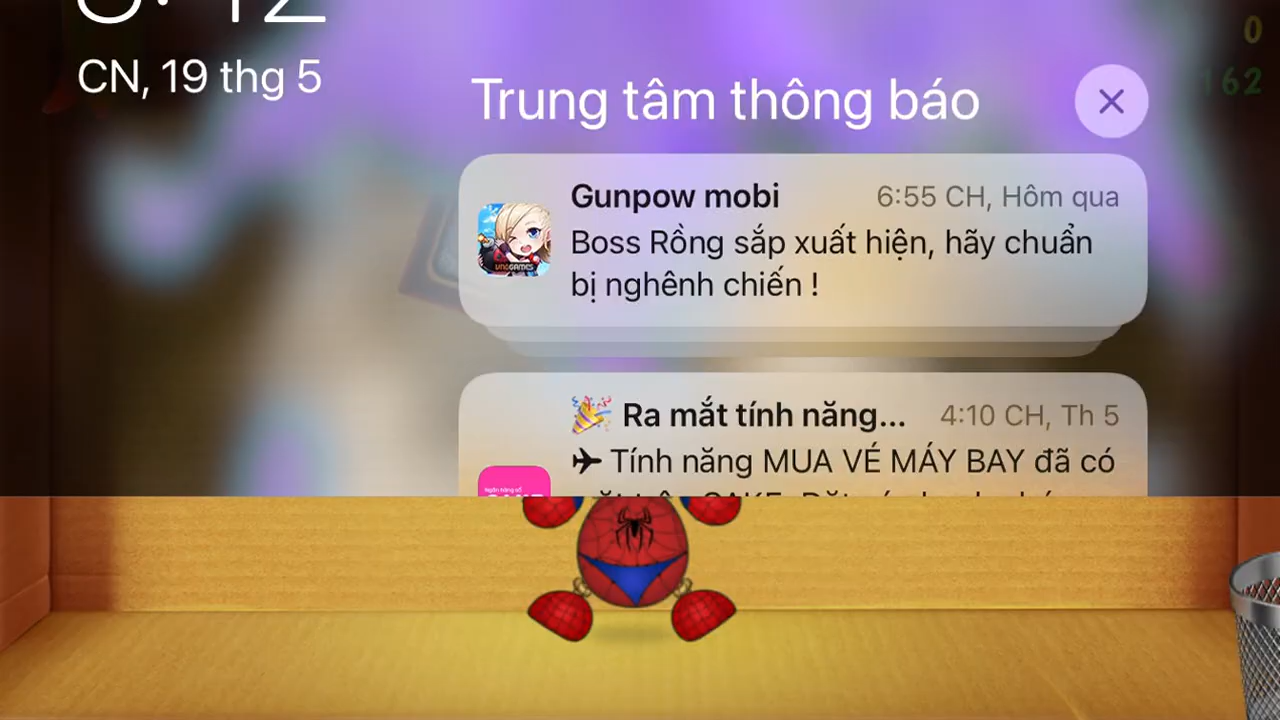 CN, 19 thg 5
0
162
Trung tâm thông báo
Gunpow mobi
6:55 CH, Hôm qua
Boss Rồng sắp xuất hiện, hãy chuẩn
bị nghênh chiến !
🎉 Ra mắt tính năng...
4:10 CH, Th 5
✈ Tính năng MUA VÉ MÁY BAY đã có